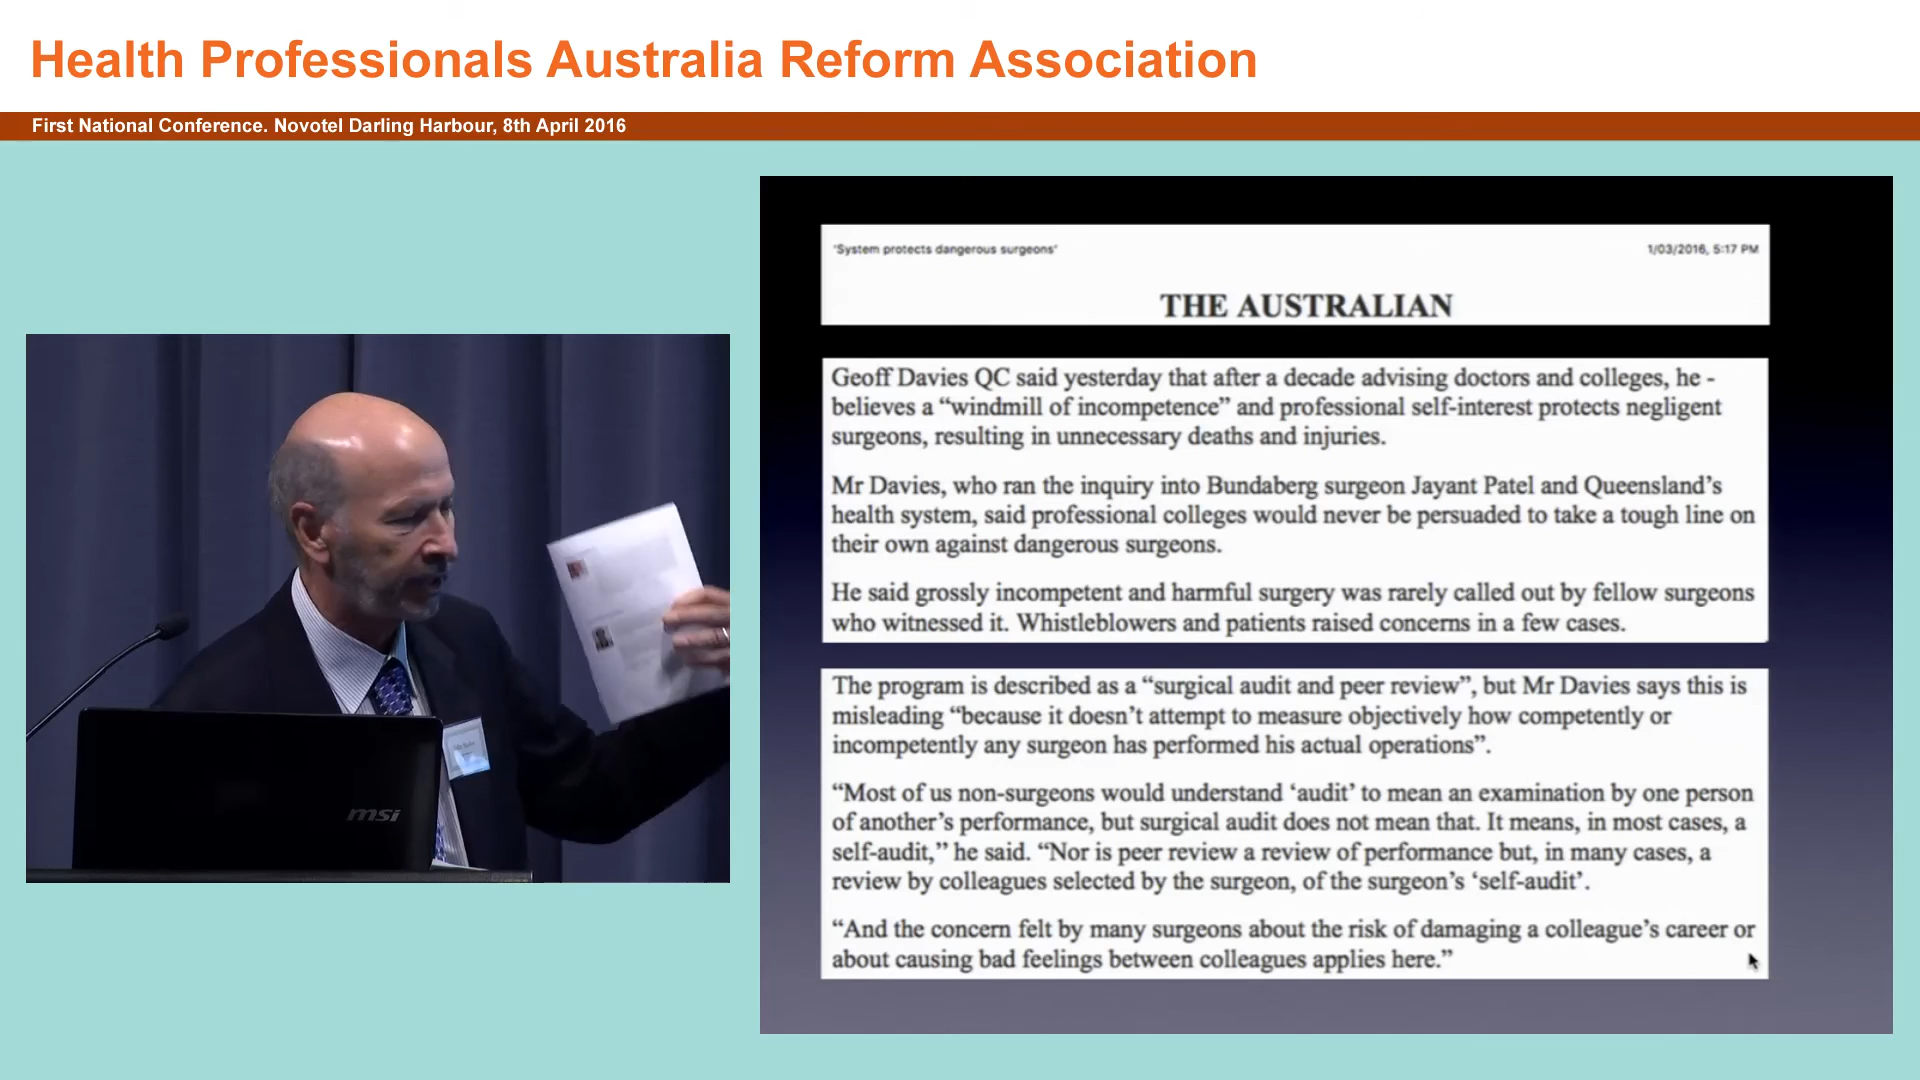 Health Professionals Australia Reform Association
First National Conference. Novotel Darling Harbour, 8th April 2016
'System protects dangerous surgeons'
1/03/2016, 5:17 PM
THE AUSTRALIAN
Geoff Davies QC said yesterday that after a decade advising doctors and colleges, he -
believes a “windmill of incompetence” and professional self-interest protects negligent
surgeons, resulting in unnecessary deaths and injuries.
Mr Davies, who ran the inquiry into Bundaberg surgeon Jayant Patel and Queensland’s
health system, said professional colleges would never be persuaded to take a tough line on
their own against dangerous surgeons.
He said grossly incompetent and harmful surgery was rarely called out by fellow surgeons
who witnessed it. Whistleblowers and patients raised concerns in a few cases.
The program is described as a “surgical audit and peer review”, but Mr Davies says this is
misleading “because it doesn’t attempt to measure objectively how competently or
incompetently any surgeon has performed his actual operations”.
“Most of us non-surgeons would understand ‘audit’ to mean an examination by one person
of another’s performance, but surgical audit does not mean that. It means, in most cases, a
self-audit,” he said. “Nor is peer review a review of performance but, in many cases, a
review by colleagues selected by the surgeon, of the surgeon’s ‘self-audit’.
“And the concern felt by many surgeons about the risk of damaging a colleague’s career or
about causing bad feelings between colleagues applies here.”
msi